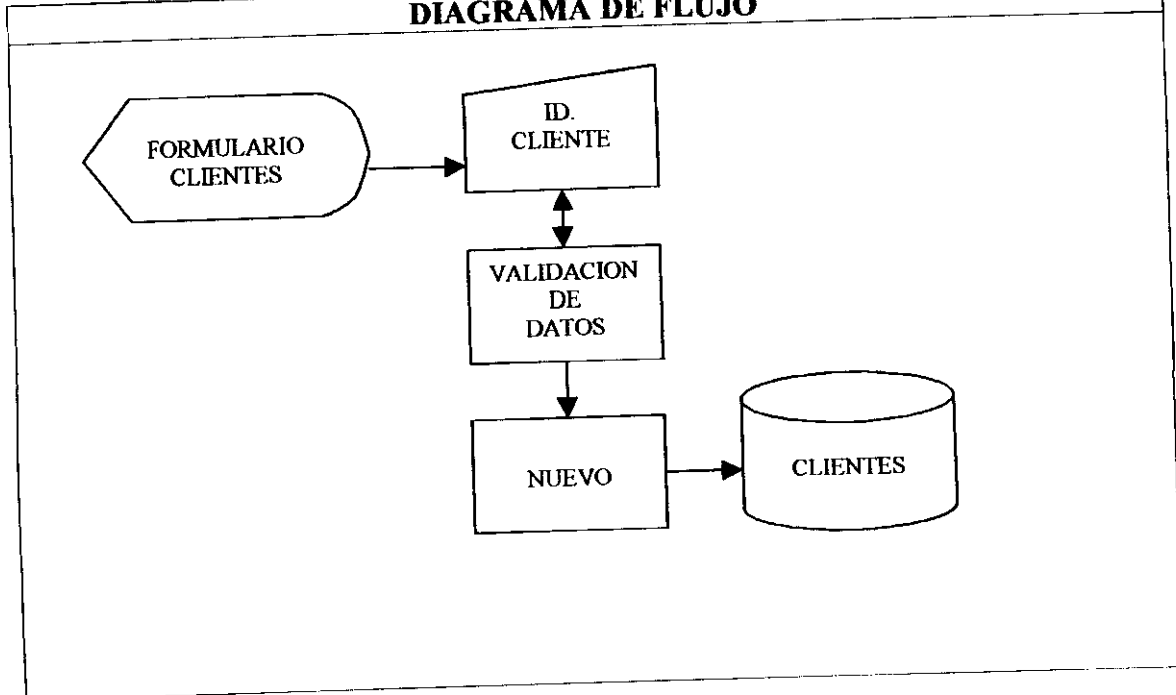 DIAGRAMA DE FLUJO
FORMULARIO
CLIENTES
ID.
CLIENTE
VALIDACION
DE
DATOS
NUEVO
CLIENTES